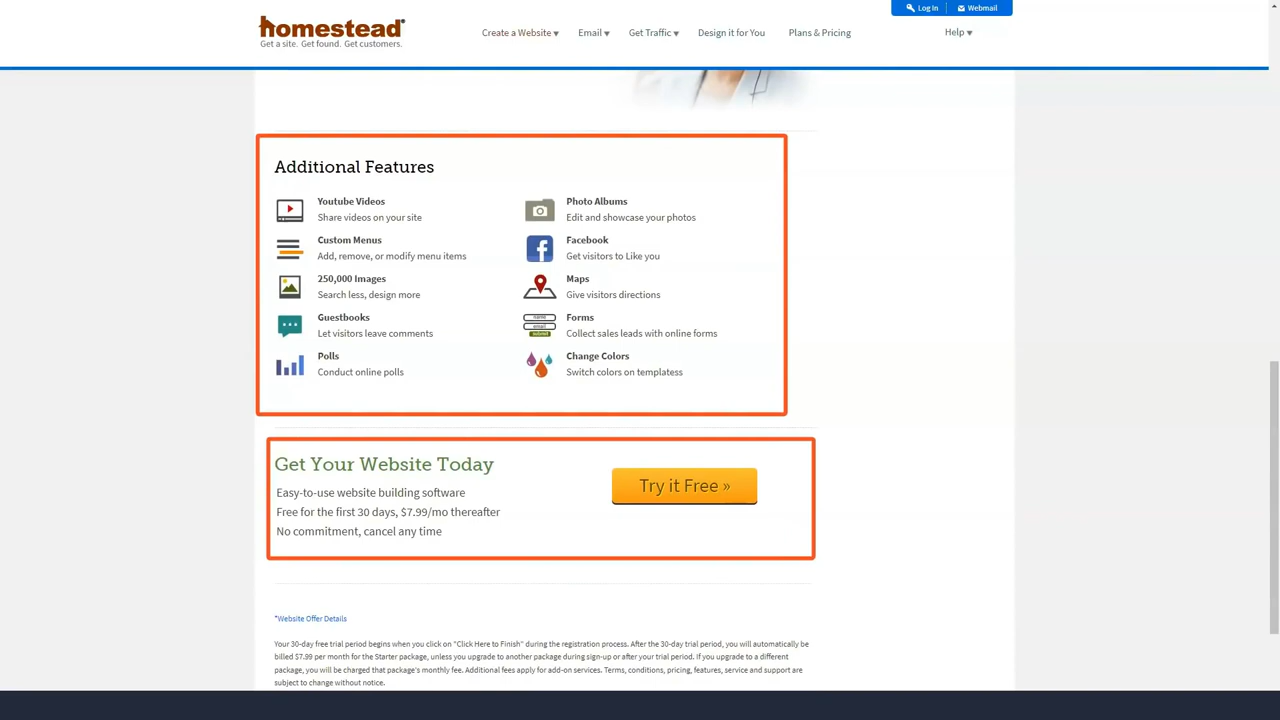 Log In
Webmail
homestead
Get a site. Get found. Get customers.
Create a Website
Email
Get Traffic
Design it for You
Plans & Pricing
Help
Additional Features
Youtube Videos
Share videos on your site
Photo Albums
Edit and showcase your photos
Custom Menus
Add, remove, or modify menu items
Facebook
Get visitors to Like you
250,000 Images
Search less, design more
Maps
Give visitors directions
Guestbooks
Let visitors leave comments
name
email
submit
Forms
Collect sales leads with online forms
Polls
Conduct online polls
Change Colors
Switch colors on templatess
Get Your Website Today
Easy-to-use website building software
Free for the first 30 days, $7.99/mo thereafter
No commitment, cancel any time
Try it Free »
*Website Offer Details
Your 30-day free trial period begins when you click on "Click Here to Finish" during the registration process. After the 30-day trial period, you will automatically be
billed $7.99 per month for the Starter package, unless you upgrade to another package during sign-up or after your trial period. If you upgrade to a different
package, you will be charged that package's monthly fee. Additional fees apply for add-on services. Terms, conditions, pricing, features, service and support are
subject to change without notice.